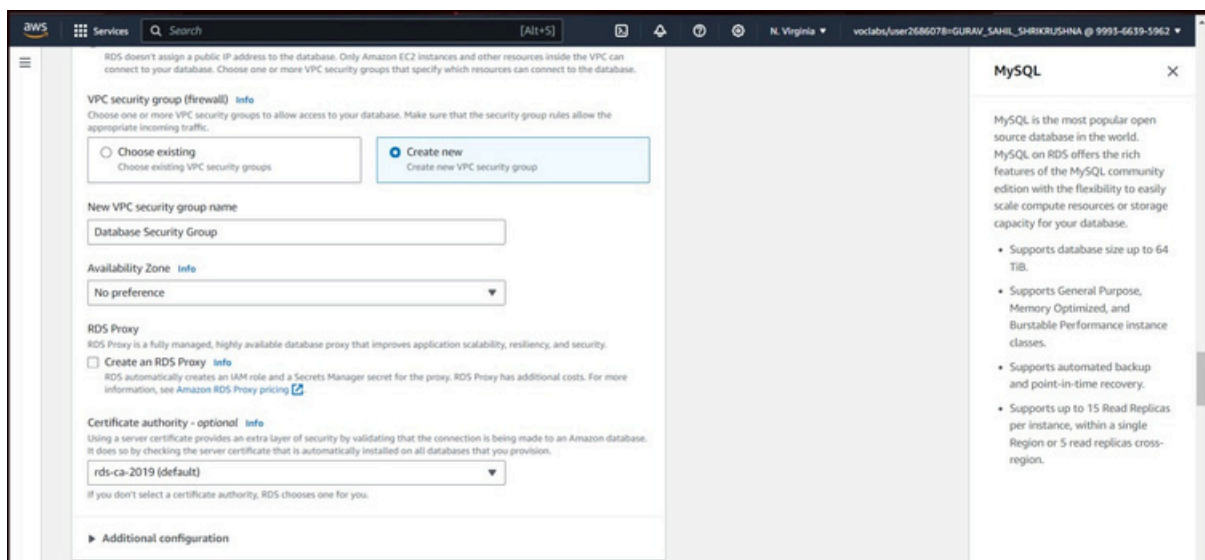 aws
Services
Search
[Alt+S]
N. Virginia
voclabs/user2686078=GURAV_SAHIL_SHRIKRUSHNA @ 9993-6639-5962
RDS doesn't assign a public IP address to the database. Only Amazon EC2 instances and other resources inside the VPC can
connect to your database. Choose one or more VPC security groups that specify which resources can connect to the database.
VPC security group (firewall) Info
Choose one or more VPC security groups to allow access to your database. Make sure that the security group rules allow the
appropriate incoming traffic.
Choose existing
Choose existing VPC security groups
Create new
Create new VPC security group
New VPC security group name
Database Security Group
Availability Zone Info
No preference
RDS Proxy
RDS Proxy is a fully managed, highly available database proxy that improves application scalability, resiliency, and security.
Create an RDS Proxy Info
RDS automatically creates an IAM role and a Secrets Manager secret for the proxy. RDS Proxy has additional costs. For more
information, see Amazon RDS Proxy pricing
Certificate authority - optional Info
Using a server certificate provides an extra layer of security by validating that the connection is being made to an Amazon database.
It does so by checking the server certificate that is automatically installed on all databases that you provision.
rds-ca-2019 (default)
If you don't select a certificate authority, RDS chooses one for you.
Additional configuration
MySQL
MySQL is the most popular open
source database in the world.
MySQL on RDS offers the rich
features of the MySQL community
edition with the flexibility to easily
scale compute resources or storage
capacity for your database.
• Supports database size up to 64
TiB.
• Supports General Purpose,
Memory Optimized, and
Burstable Performance instance
classes.
• Supports automated backup
and point-in-time recovery.
• Supports up to 15 Read Replicas
per instance, within a single
Region or 5 read replicas cross-
region.